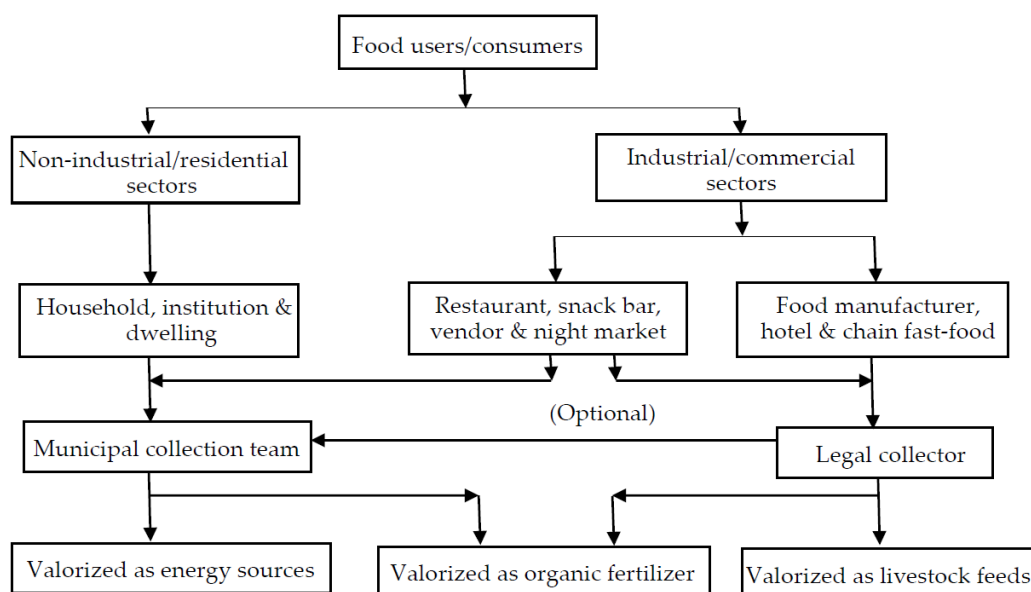 Food users/consumers
Non-industrial/residential
sectors
Industrial/commercial
sectors
Household, institution &
dwelling
Restaurant, snack bar,
vendor & night market
Food manufacturer,
hotel & chain fast-food
(Optional)
Municipal collection team
Legal collector
Valorized as energy sources
Valorized as organic fertilizer
Valorized as livestock feeds